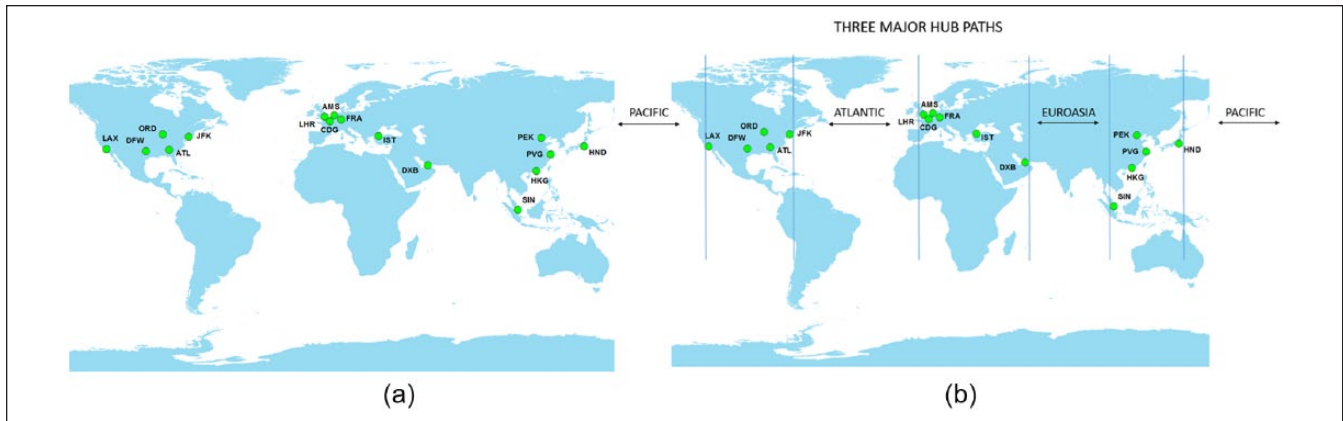 THREE MAJOR HUB PATHS
AMS
LHR
FRA
CDG
LAX
ORD
DFW
JFK
ATL
IST
DXB
PEK
PVG
HND
HKG
SIN
(a)
PACIFIC
ATLANTIC
EUROASIA
PACIFIC
AMS
LHR
FRA
CDG
LAX
ORD
DFW
JFK
ATL
IST
DXB
PEK
PVG
HND
HKG
SIN
(b)